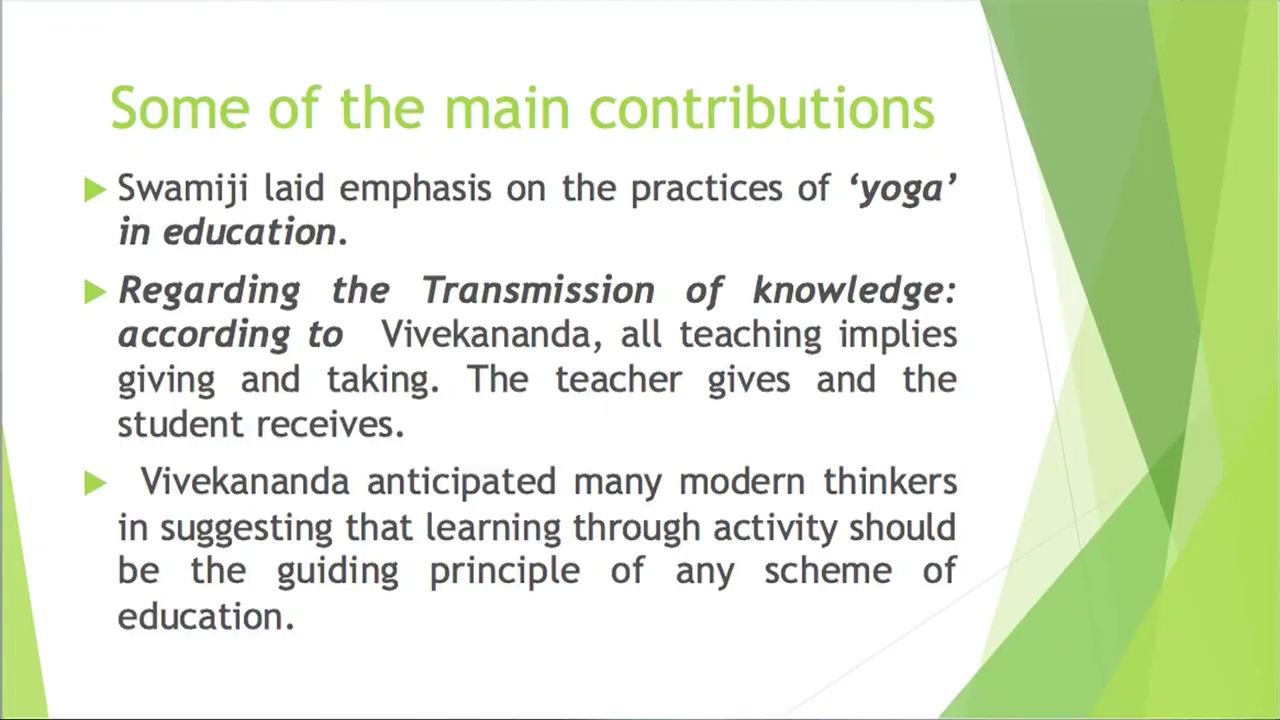 Some of the main contributions
Swamiji laid emphasis on the practices of ‘yoga’
in education.
Regarding the Transmission of knowledge:
according to Vivekananda, all teaching implies
giving and taking. The teacher gives and the
student receives.
Vivekananda anticipated many modern thinkers
in suggesting that learning through activity should
be the guiding principle of any scheme of
education.